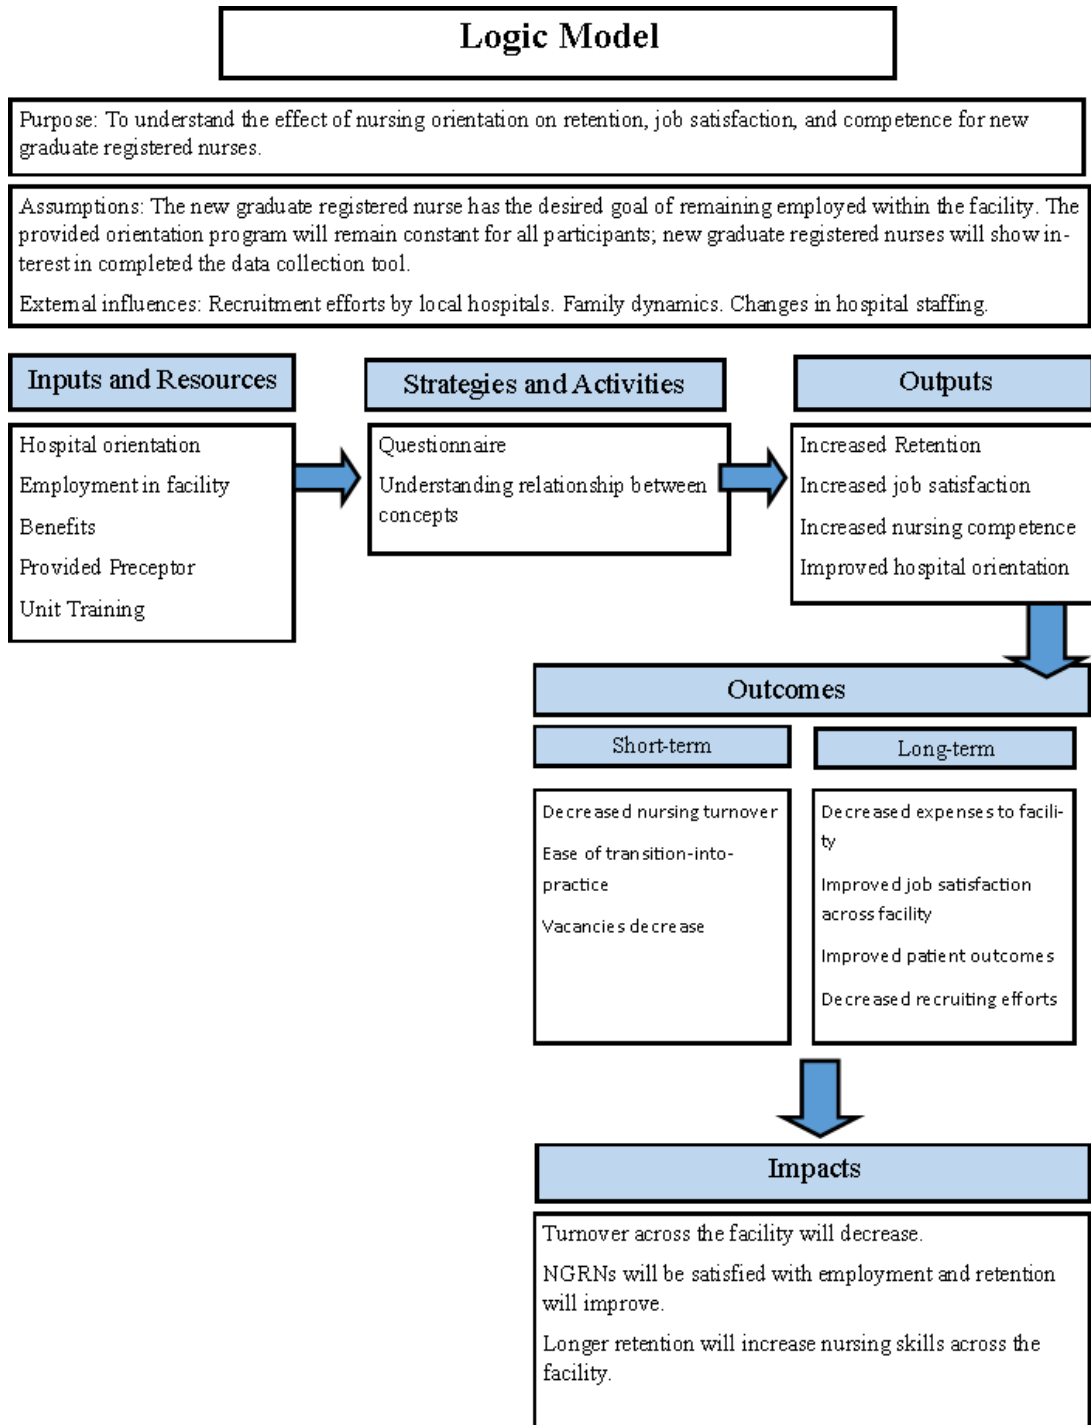 Logic Model
Purpose: To understand the effect of nursing orientation on retention, job satisfaction, and competence for new
graduate registered nurses.
Assumptions: The new graduate registered nurse has the desired goal of remaining employed within the facility. The
provided orientation program will remain constant for all participants; new graduate registered nurses will show in-
terest in completed the data collection tool.
External influences: Recruitment efforts by local hospitals. Family dynamics. Changes in hospital staffing.
Inputs and Resources
Hospital orientation
Employment in facility
Benefits
Provided Preceptor
Unit Training
Strategies and Activities
Questionnaire
Understanding relationship between
concepts
Outputs
Increased Retention
Increased job satisfaction
Increased nursing competence
Improved hospital orientation
Outcomes
Short-term
Decreased nursing turnover
Ease of transition-into-
practice
Vacancies decrease
Long-term
Decreased expenses to facili-
ty
Improved job satisfaction
across facility
Improved patient outcomes
Decreased recruiting efforts
Impacts
Turnover across the facility will decrease.
NGRNs will be satisfied with employment and retention
will improve.
Longer retention will increase nursing skills across the
facility.